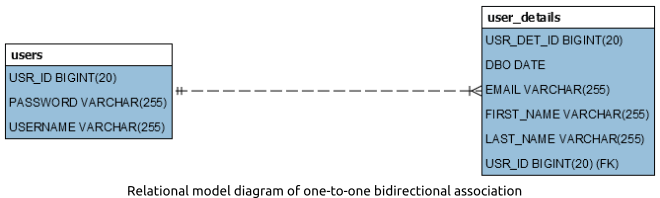 users
USR_ID BIGINT(20)
PASSWORD VARCHAR(255)
USERNAME VARCHAR(255)
user_details
USR_DET_ID BIGINT(20)
DBO DATE
EMAIL VARCHAR(255)
FIRST_NAME VARCHAR(255)
LAST_NAME VARCHAR(255)
USR_ID BIGINT(20) (FK)
Relational model diagram of one-to-one bidirectional association